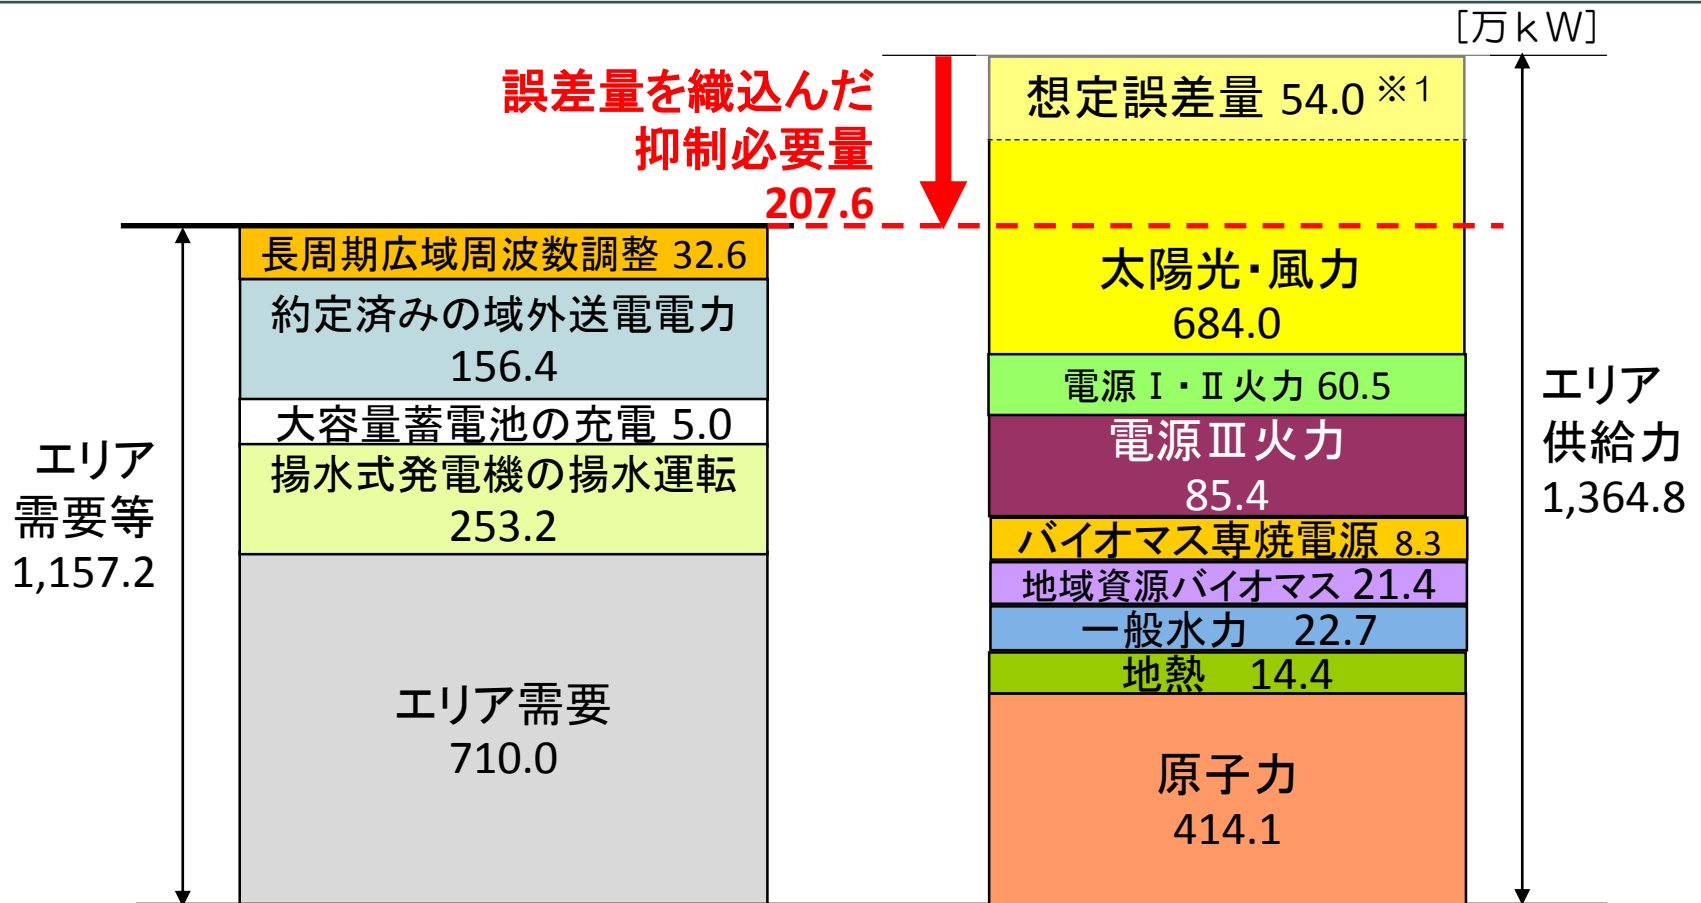 [万kW]
誤差量を織込んだ
抑制必要量
207.6
長周期広域周波数調整 32.6
約定済みの域外送電電力
156.4
大容量蓄電池の充電 5.0
揚水式発電機の揚水運転
253.2
エリア需要
710.0
エリア
需要等
1,157.2
想定誤差量 54.0 ※1
太陽光・風力
684.0
電源Ⅰ・Ⅱ火力 60.5
電源Ⅲ火力
85.4
バイオマス専焼電源 8.3
地域資源バイオマス 21.4
一般水力 22.7
地熱 14.4
原子力
414.1
エリア
供給力
1,364.8